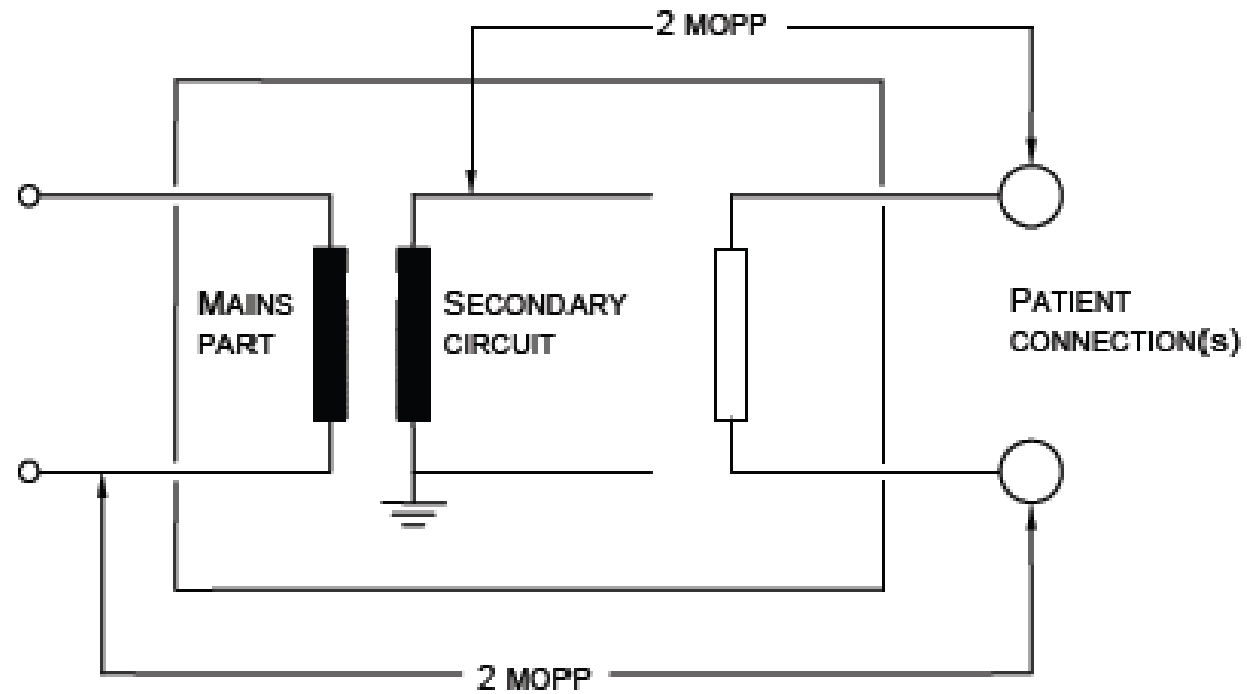 2 MOPP
MAINS
PART
SECONDARY
CIRCUIT
PATIENT
CONNECTION(s)
2 MOPP